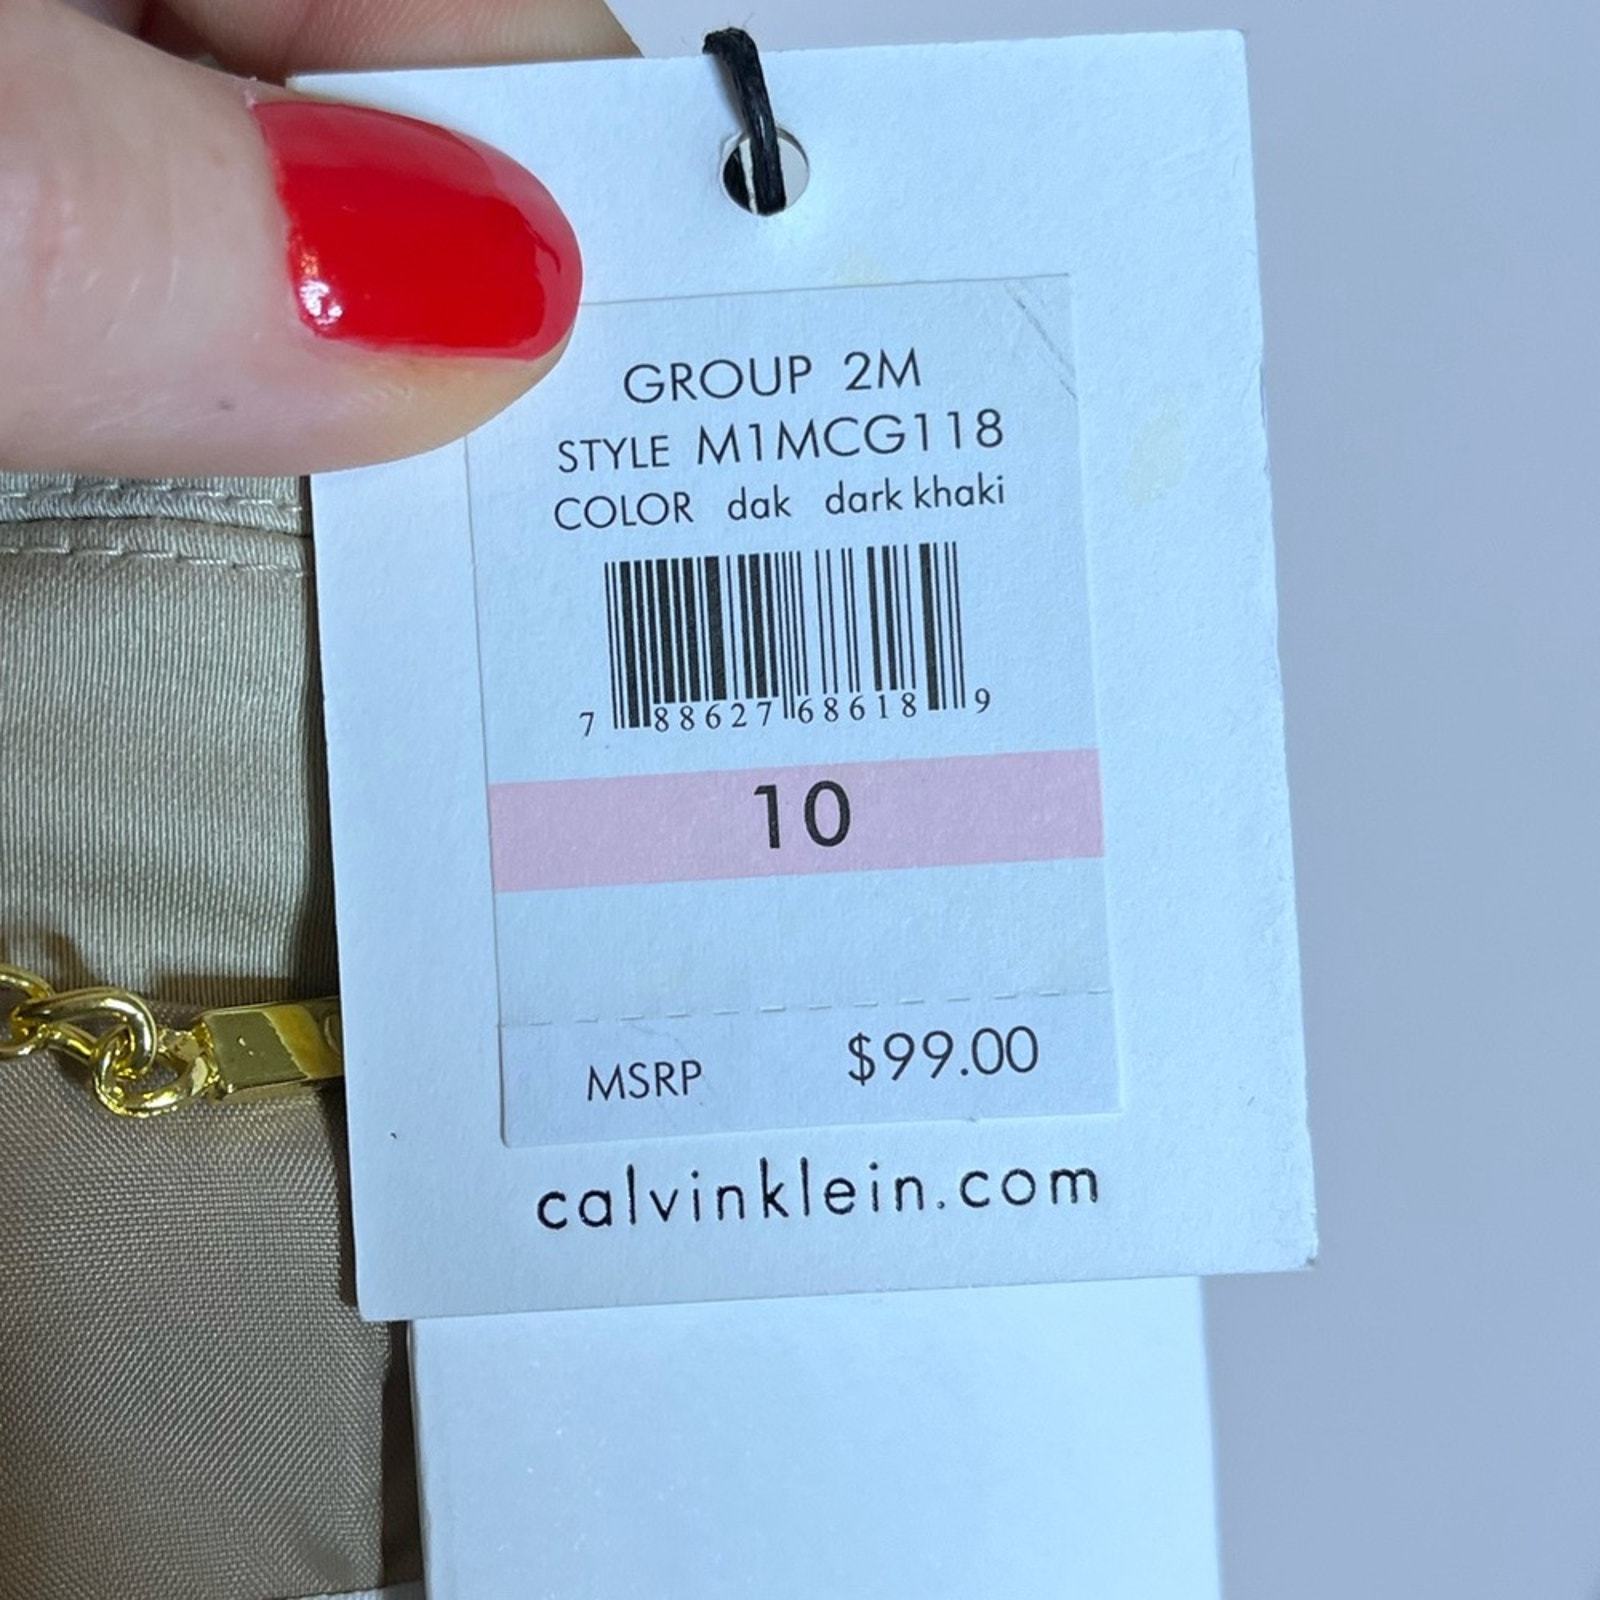 GROUP 2M
STYLE M1MCG118
COLOR dak dark khaki
7 88627 68618 9
10
MSRP $99.00
calvinklein.com